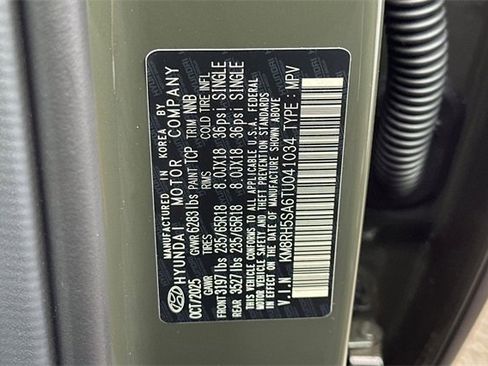 MANUFACTURED IN KOREA BY
HYUNDAI MOTOR COMPANY
OCT/2025 GVWR 6283lbs PAINT TCP TRIM NNB
GAWR TIRES RIMS COLD TIRE INFL
FRONT 3197lbs 235/65R18 8.0JX18 36psi SINGLE
REAR 3527lbs 235/65R18 8.0JX18 36psi SINGLE
THIS VEHICLE CONFORMS TO ALL APPLICABLE U.S. FEDERAL
MOTOR VEHICLE SAFETY, THEFT PREVENTION STANDARDS
IN EFFECT ON THE DATE OF MANUFACTURE SHOWN ABOVE.
V.I.N KM8RH5SA6TU041034 TYPE: MPV